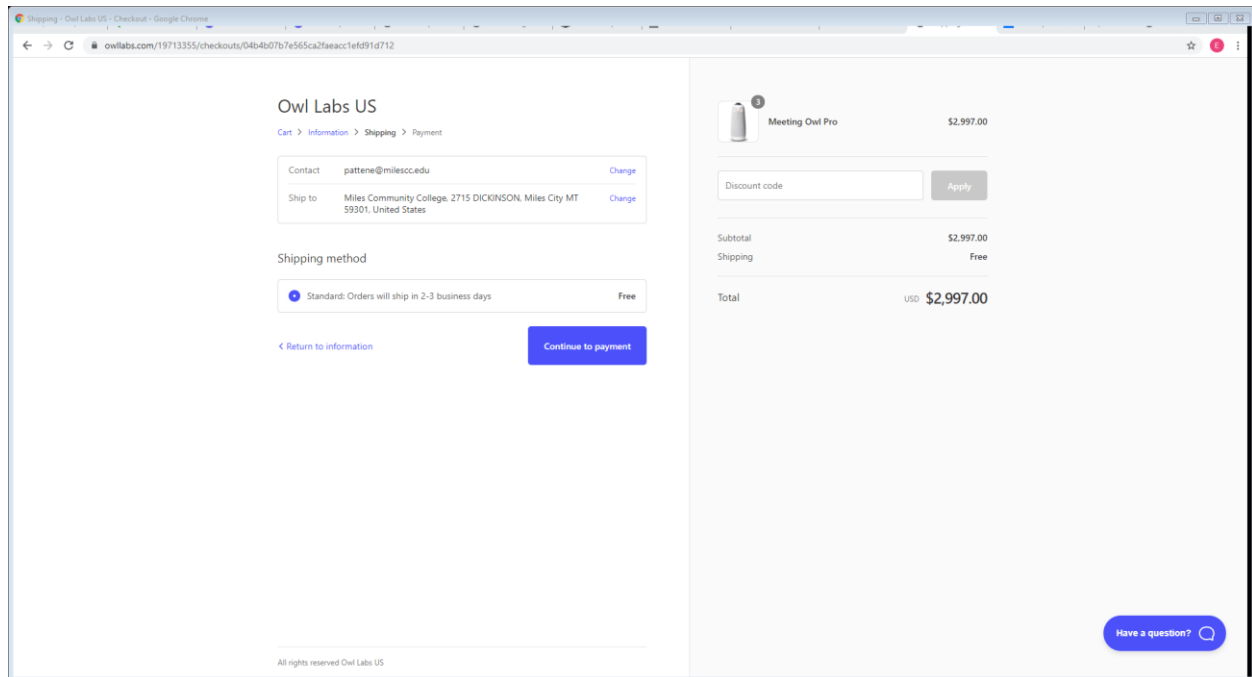 Shipping - Owl Labs US - Checkout - Google Chrome
owllabs.com/19713355/checkouts/04b4b07b7e565ca2faeacc1efd91d712
E
Owl Labs US
Cart > Information > Shipping > Payment
Contact pattene@milescc.edu Change
Ship to Miles Community College, 2715 DICKINSON, Miles City MT Change
59301, United States
Shipping method
Standard: Orders will ship in 2-3 business days Free
< Return to information Continue to payment
All rights reserved Owl Labs US
3
Meeting Owl Pro $2,997.00
Discount code Apply
Subtotal $2,997.00
Shipping Free
Total USD $2,997.00
Have a question?